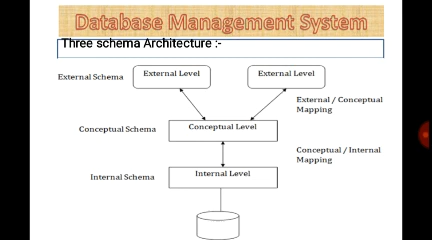 Database Management System
Three schema Architecture :-
External Schema
External Level
External Level
External / Conceptual
Mapping
Conceptual Schema
Conceptual Level
Conceptual / Internal
Mapping
Internal Schema
Internal Level